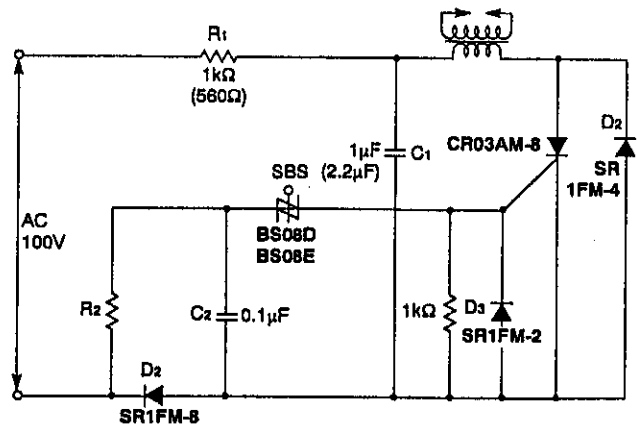 R1
1kΩ
(560Ω)
1μF
(2.2μF)
C1
CR03AM-8
D2
SR
1FM-4
SBS
BS08D
BS08E
AC
100V
R2
C2
0.1μF
1kΩ
D3
SR1FM-2
D2
SR1FM-8